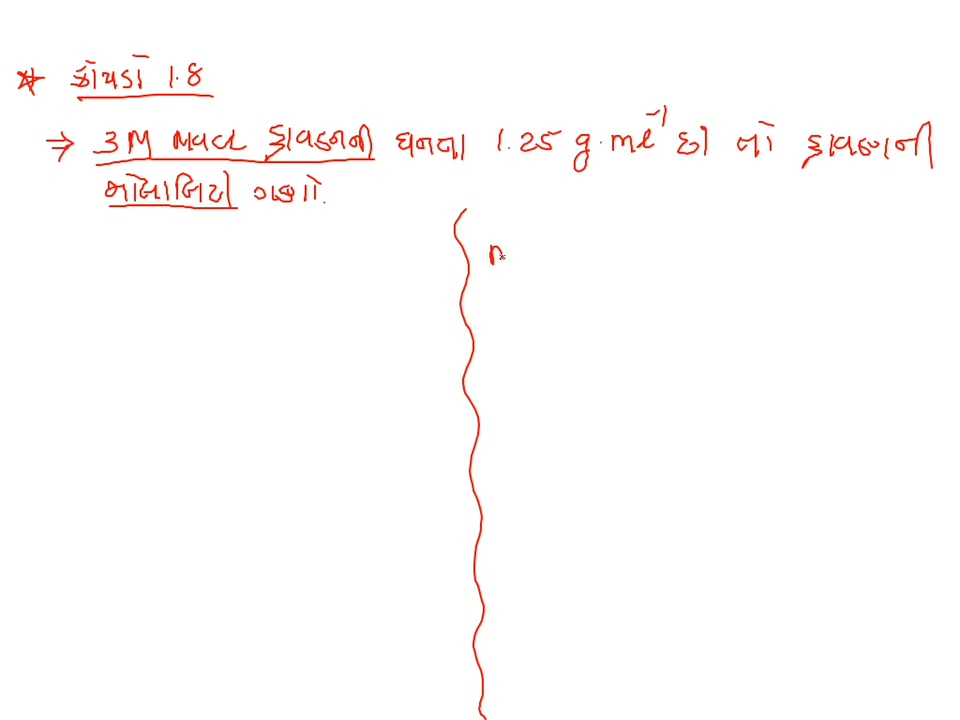 * કોયડો 1.8
⇒ 3M NaCl દ્રાવણની ઘનતા 1.25 g.ml⁻¹ છે તો દ્રાવણની
મોલાલિટી ગણો.